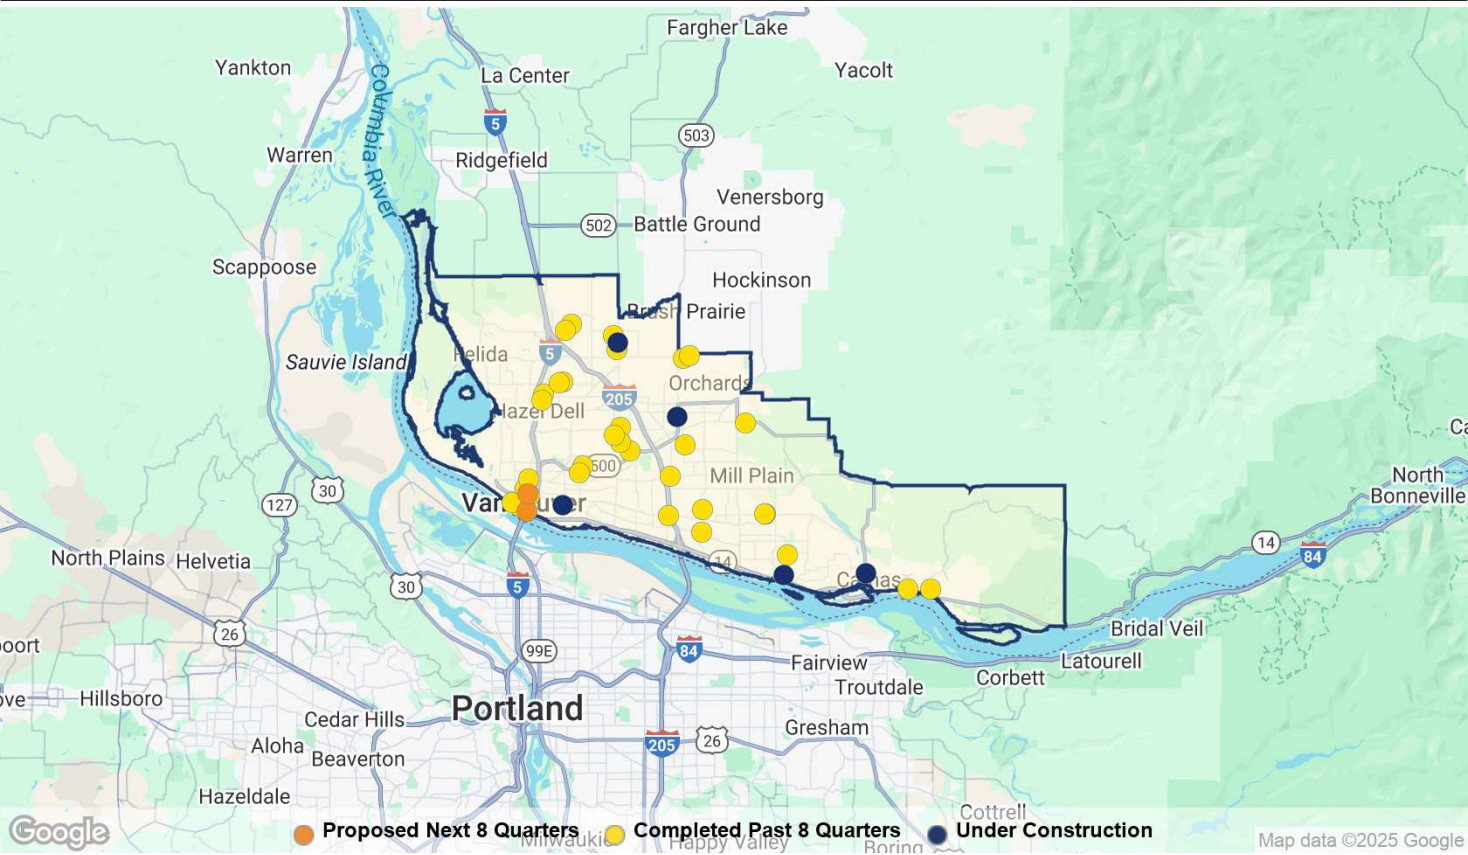 Fargher Lake
Yankton
La Center
Yacolt
Columbia River
5
503
Warren
Ridgefield
Venersborg
502
Battle Ground
Scappoose
Hockinson
Brush Prairie
Sauvie Island
Felida
5
Orchards
205
Hazel Dell
500
Mill Plain
North
Bonneville
30
127
Vancouver
14
84
North Plains
Helvetia
14
30
5
Camas
26
99E
84
Bridal Veil
Fairview
Latourell
Troutdale
Corbett
Hillsboro
Portland
Cedar Hills
Gresham
Aloha
205
26
Beaverton
Hazeldale
Cottrell
Proposed Next 8 Quarters
Completed Past 8 Quarters
Under Construction
Google
Milwaukie
Happy Valley
Boring
Map data ©2025 Google
Google